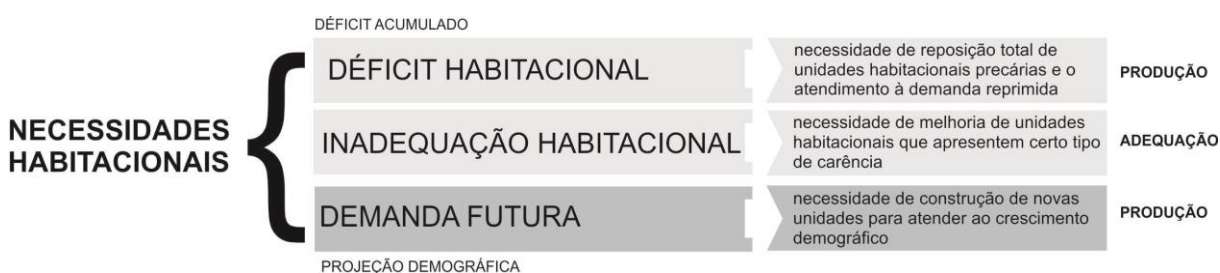 DÉFICIT ACUMULADO
NECESSIDADES
HABITACIONAIS
DÉFICIT HABITACIONAL
necessidade de reposição total de
unidades habitacionais precárias e o
atendimento à demanda reprimida
PRODUÇÃO
INADEQUAÇÃO HABITACIONAL
necessidade de melhoria de unidades
habitacionais que apresentem certo tipo
de carência
ADEQUAÇÃO
DEMANDA FUTURA
necessidade de construção de novas
unidades para atender ao crescimento
demográfico
PRODUÇÃO
PROJEÇÃO DEMOGRÁFICA